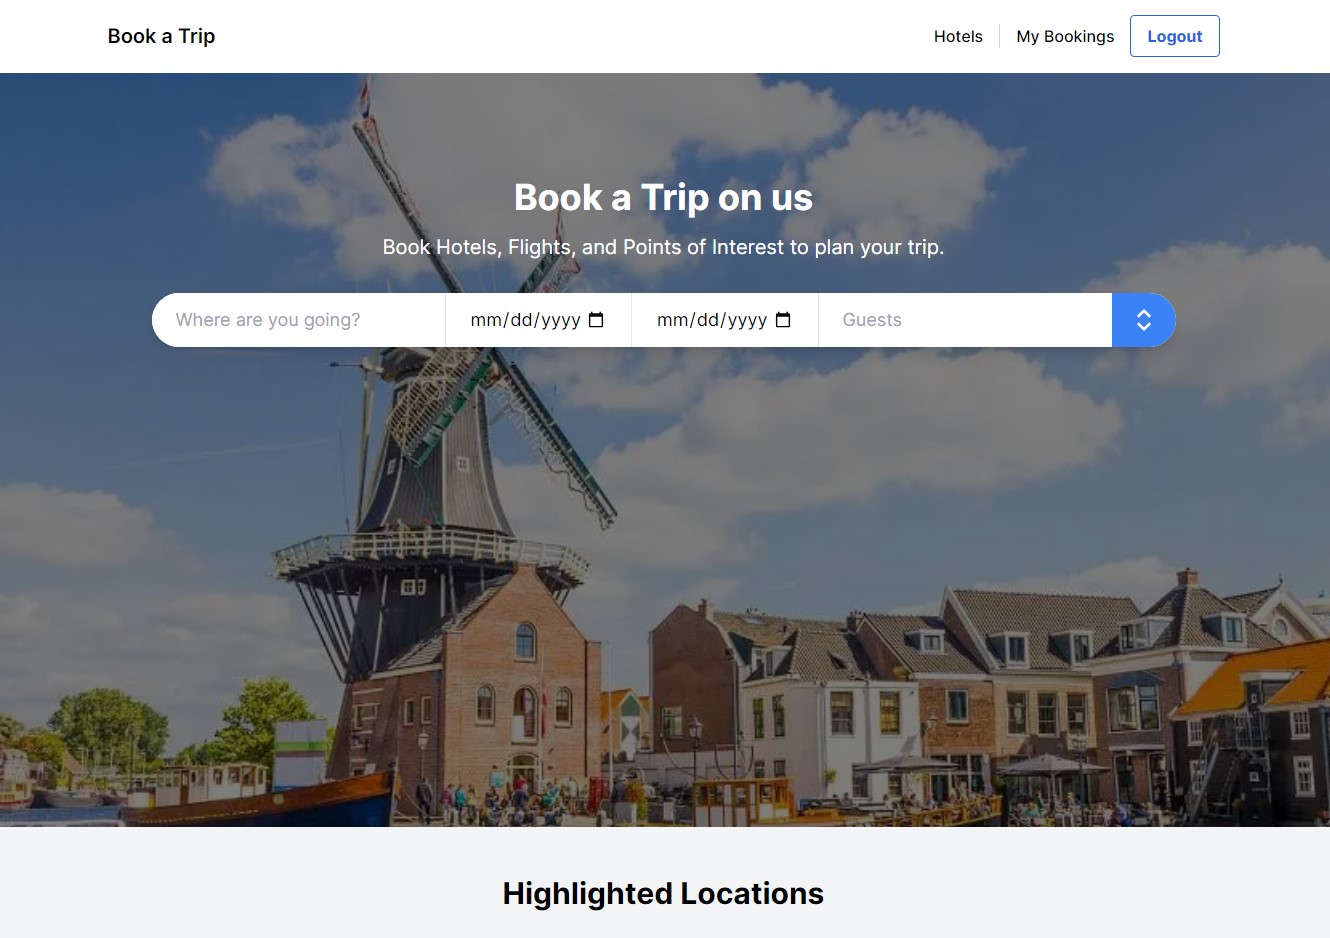 Book a Trip
Hotels
My Bookings
Logout
Book a Trip on us
Book Hotels, Flights, and Points of Interest to plan your trip.
Where are you going?
mm/dd/yyyy
mm/dd/yyyy
Guests
Highlighted Locations